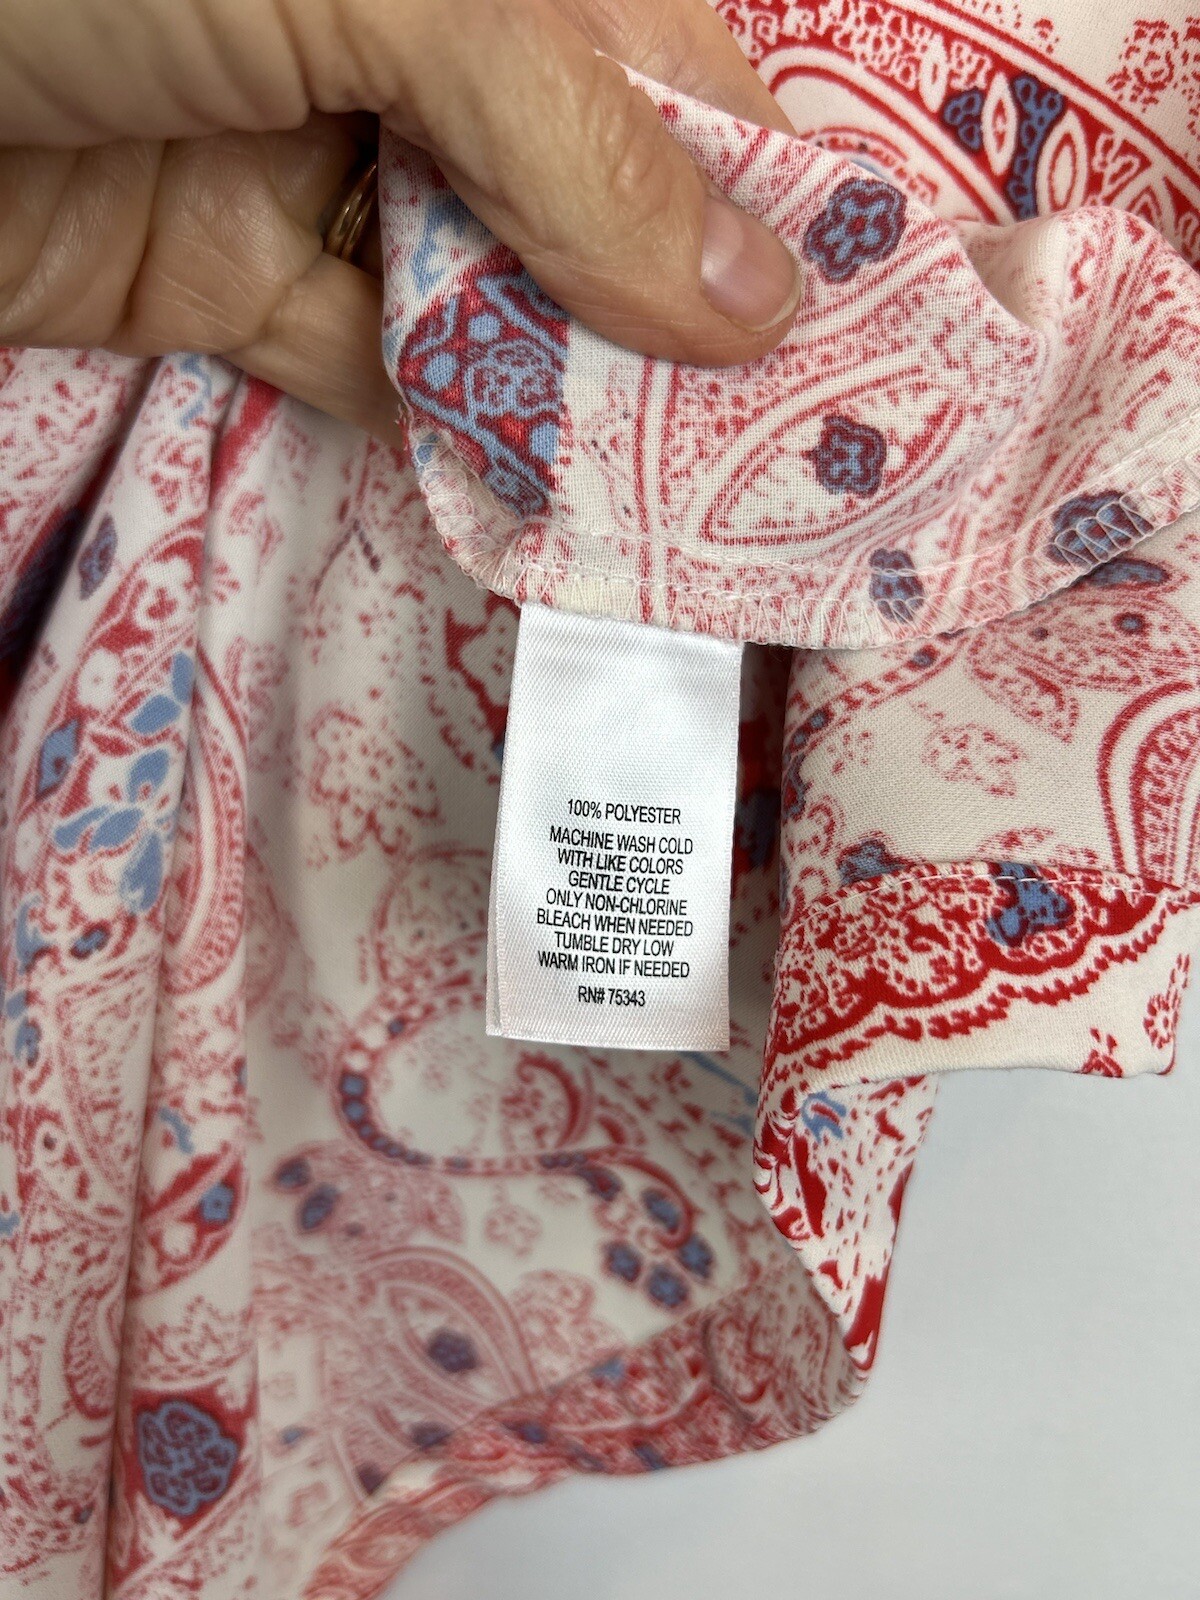 100% POLYESTER
MACHINE WASH COLD
WITH LIKE COLORS
GENTLE CYCLE
ONLY NON-CHLORINE
BLEACH WHEN NEEDED
TUMBLE DRY LOW
WARM IRON IF NEEDED
RN# 75343